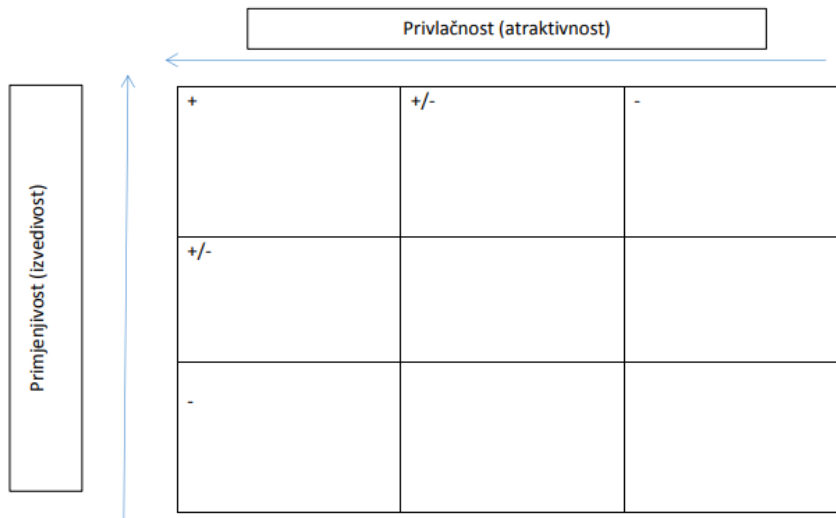 Privlačnost (atraktivnost)
Primjenjivost (izvedivost)
+
+/-
-
+/-
-